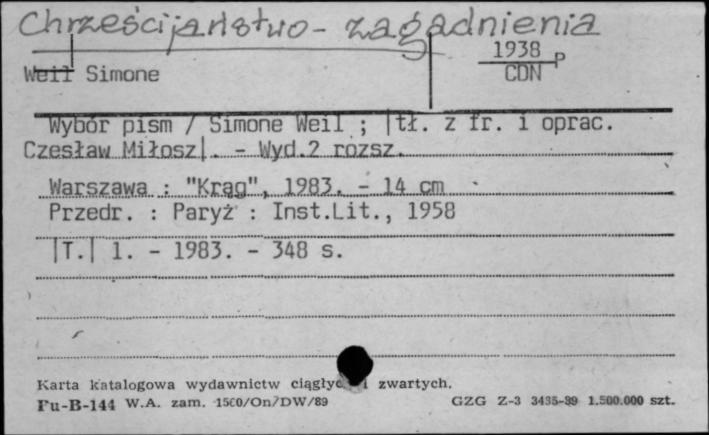 Chrześcijaństwo - zagadnienia
1938 P
CDN
Weil Simone
Wybór pism / Simone Weil ; |tł. z fr. i oprac.
Czesław Miłosz|. - Wyd.2 rozsz.
Warszawa : "Krąg", 1983. - 14 cm
Przedr. : Paryż : Inst.Lit., 1958
|T.| 1. - 1983. - 348 s.
Karta katalogowa wydawnictw zwartych.
Pu-B-144 W.A. zam. 1500/On/DW/89
GZG Z-3 3435-89 1.500.000 szt.